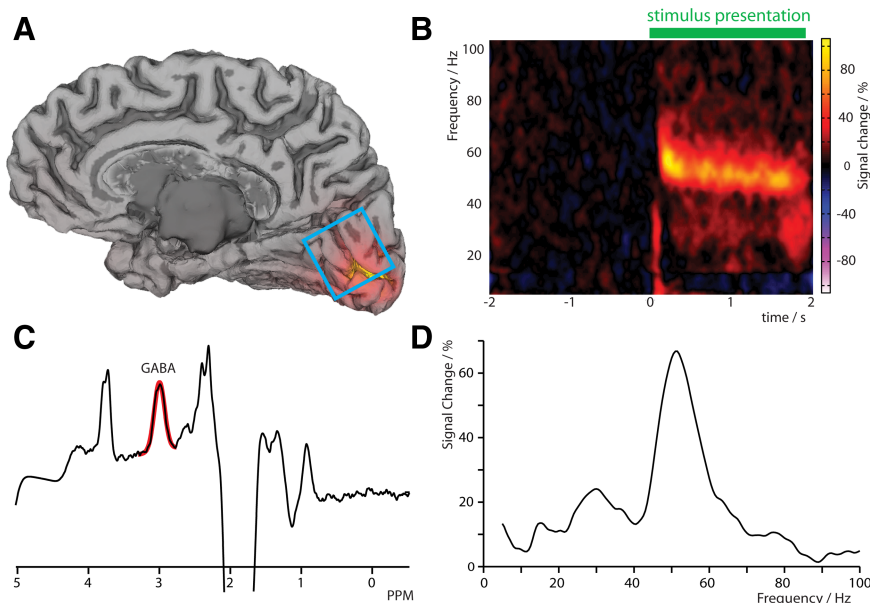 A
B
stimulus presentation
Frequency / Hz
100
80
60
40
20
-2
-1
0
1
2
time / s
80
40
0
-40
-80
Signal change / %
C
GABA
5
4
3
2
1
0
PPM
D
Signal Change / %
60
40
20
0
0
20
40
60
80
100
Frequency / Hz